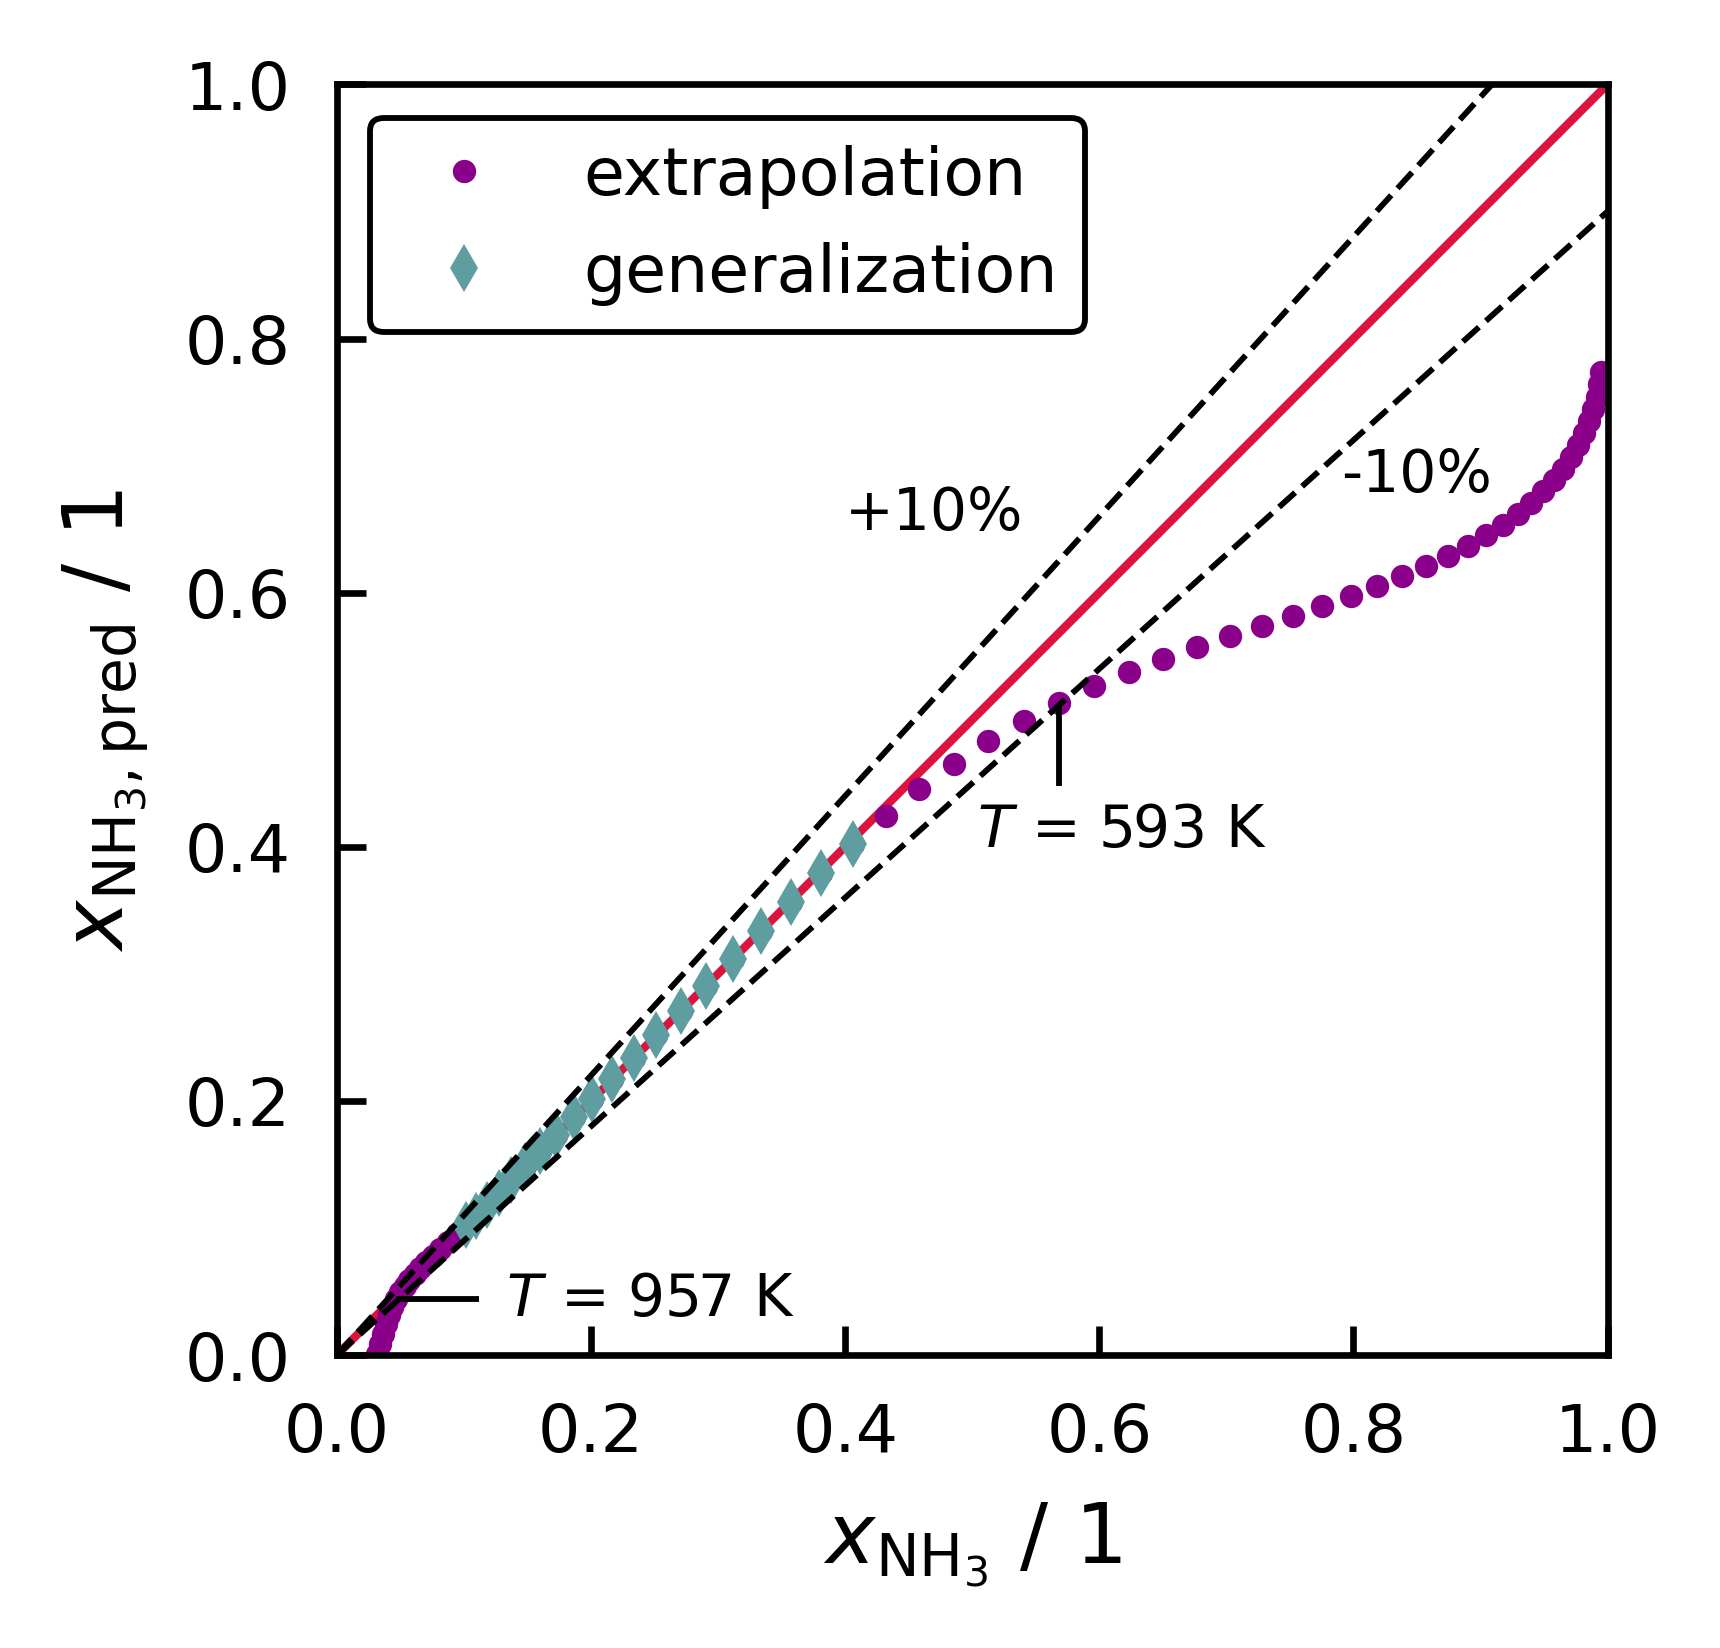 1.0
extrapolation
generalization
0.8
-10%
+10%
0.6
0.4
T = 593 K
0.2
T = 957 K
0.0
0.0 0.2 0.4 0.6 0.8 1.0
x_NH₃ / 1
x_NH₃,pred / 1